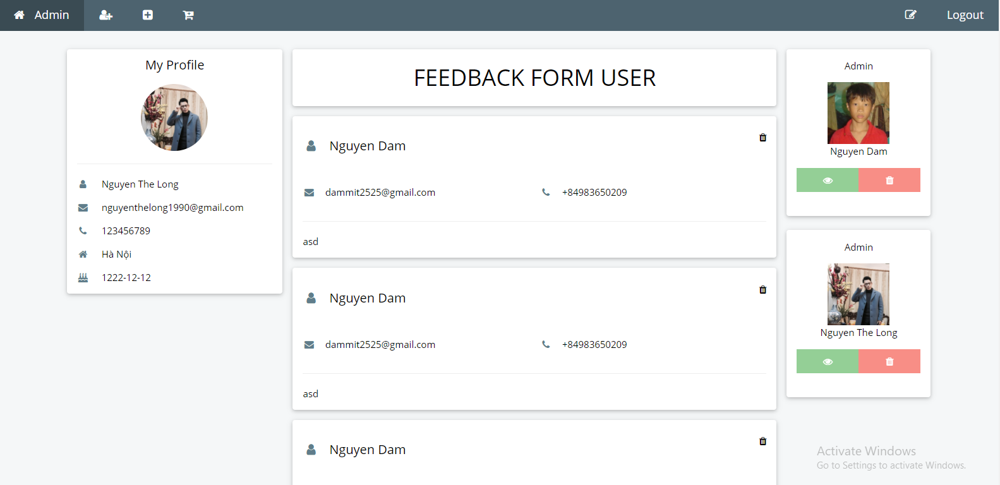 Admin
Logout
My Profile
Nguyen The Long
nguyenthelong1990@gmail.com
123456789
Hà Nội
1222-12-12
FEEDBACK FORM USER
Nguyen Dam
dammit2525@gmail.com
+84983650209
asd
Nguyen Dam
dammit2525@gmail.com
+84983650209
asd
Nguyen Dam
Admin
Nguyen Dam
Admin
Nguyen The Long
Activate Windows
Go to Settings to activate Windows.